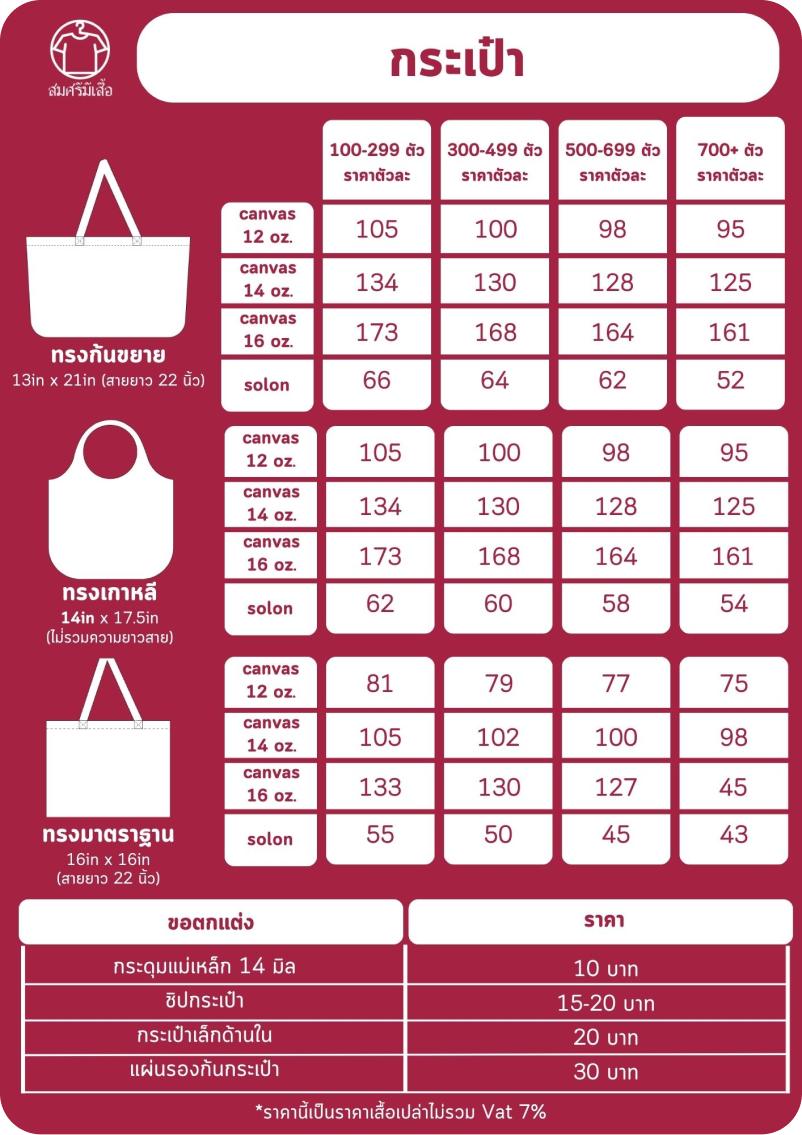 สมศรีมีเสื้อ
กระเป๋า
100-299 ตัว 300-499 ตัว 500-699 ตัว 700+ ตัว
ราคาตัวละ ราคาตัวละ ราคาตัวละ ราคาตัวละ
canvas
12 oz. 105 100 98 95
canvas
14 oz. 134 130 128 125
canvas
16 oz. 173 168 164 161
solon 66 64 62 52
ทรงก้นขยาย
13in x 21in (สายยาว 22 นิ้ว)
canvas
12 oz. 105 100 98 95
canvas
14 oz. 134 130 128 125
canvas
16 oz. 173 168 164 161
solon 62 60 58 54
ทรงเกาหลี
14in x 17.5in
(ไม่รวมความยาวสาย)
canvas
12 oz. 81 79 77 75
canvas
14 oz. 105 102 100 98
canvas
16 oz. 133 130 127 45
solon 55 50 45 43
ทรงมาตราฐาน
16in x 16in
(สายยาว 22 นิ้ว)
ขอตกแต่ง ราคา
กระดุมแม่เหล็ก 14 มิล 10 บาท
ซิปกระเป๋า 15-20 บาท
กระเป๋าเล็กด้านใน 20 บาท
แผ่นรองก้นกระเป๋า 30 บาท
*ราคานี้เป็นราคาเสื้อเปล่าไม่รวม Vat 7%